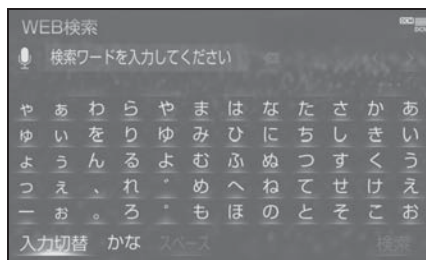 WEB検索
検索ワードを入力してください
ゃ ぁ わ ら や ま は な た さ か あ
ゅ ぃ を り ゆ み ひ に ち し き い
ょ ぅ ん る よ む ふ ぬ つ す く う
っ ぇ 、 れ ゛ め へ ね て せ け え
ー ぉ 。 ろ ゜ も ほ の と そ こ お
入力切替 かな スペース 検索